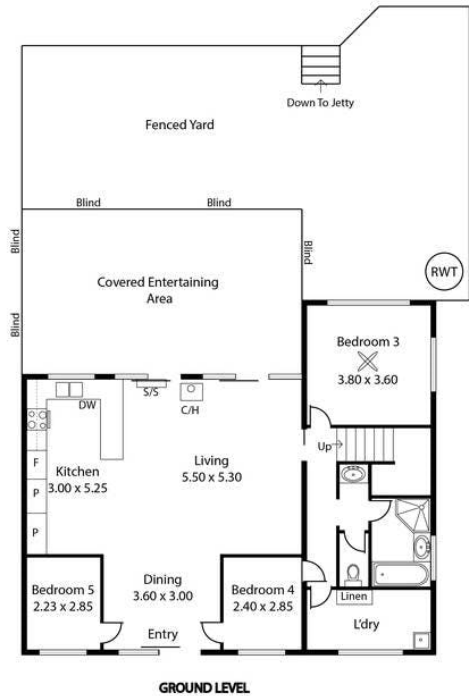 Down To Jetty
Fenced Yard
Blind
Blind
Blind
Blind
Blind
Covered Entertaining
Area
RWT
Bedroom 3
3.80 x 3.60
S/S
C/H
DW
Up
F
P
P
Kitchen
3.00 x 5.25
Living
5.50 x 5.30
Dining
3.60 x 3.00
Bedroom 5
2.23 x 2.85
Bedroom 4
2.40 x 2.85
Linen
L'dry
Entry
GROUND LEVEL